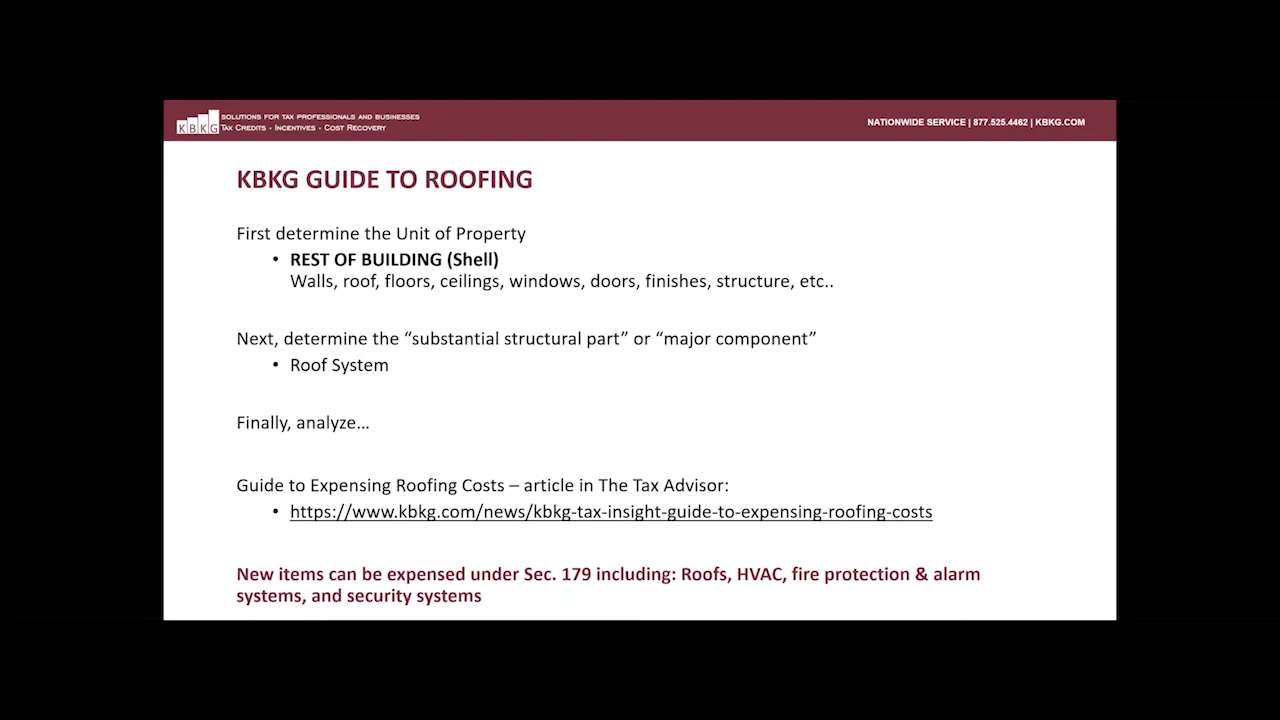 KBKG
SOLUTIONS FOR TAX PROFESSIONALS AND BUSINESSES
TAX CREDITS • INCENTIVES • COST RECOVERY
NATIONWIDE SERVICE | 877.525.4462 | KBKG.COM
KBKG GUIDE TO ROOFING
First determine the Unit of Property
• REST OF BUILDING (Shell)
Walls, roof, floors, ceilings, windows, doors, finishes, structure, etc..
Next, determine the “substantial structural part” or “major component”
• Roof System
Finally, analyze…
Guide to Expensing Roofing Costs – article in The Tax Advisor:
• https://www.kbkg.com/news/kbkg-tax-insight-guide-to-expensing-roofing-costs
New items can be expensed under Sec. 179 including: Roofs, HVAC, fire protection & alarm
systems, and security systems